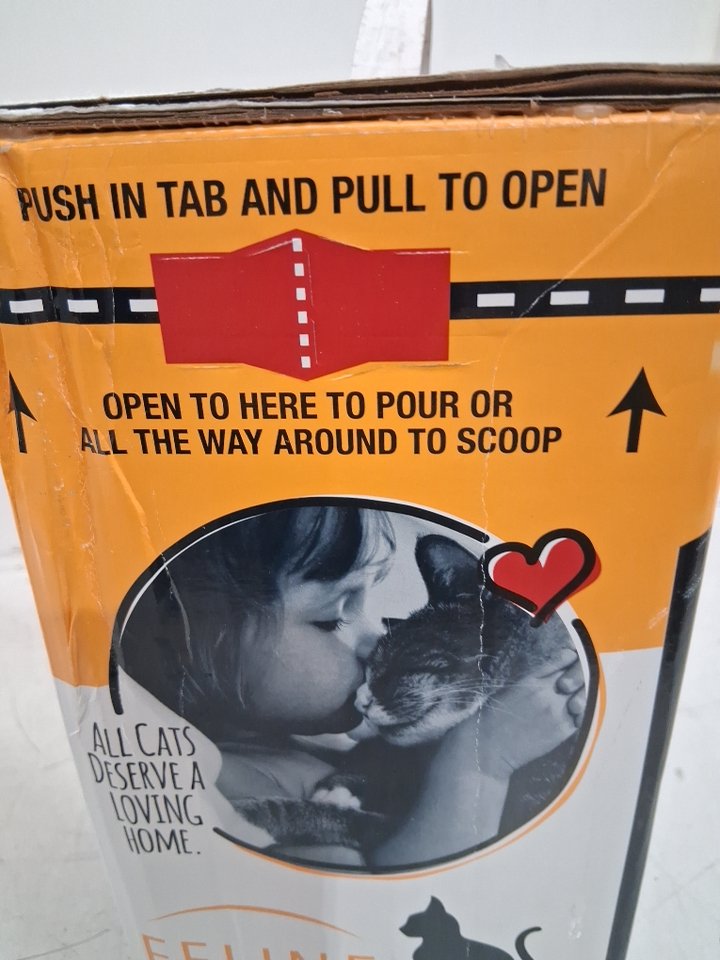 PUSH IN TAB AND PULL TO OPEN
OPEN TO HERE TO POUR OR
ALL THE WAY AROUND TO SCOOP
ALL CATS
DESERVE A
LOVING
HOME.
FELINE